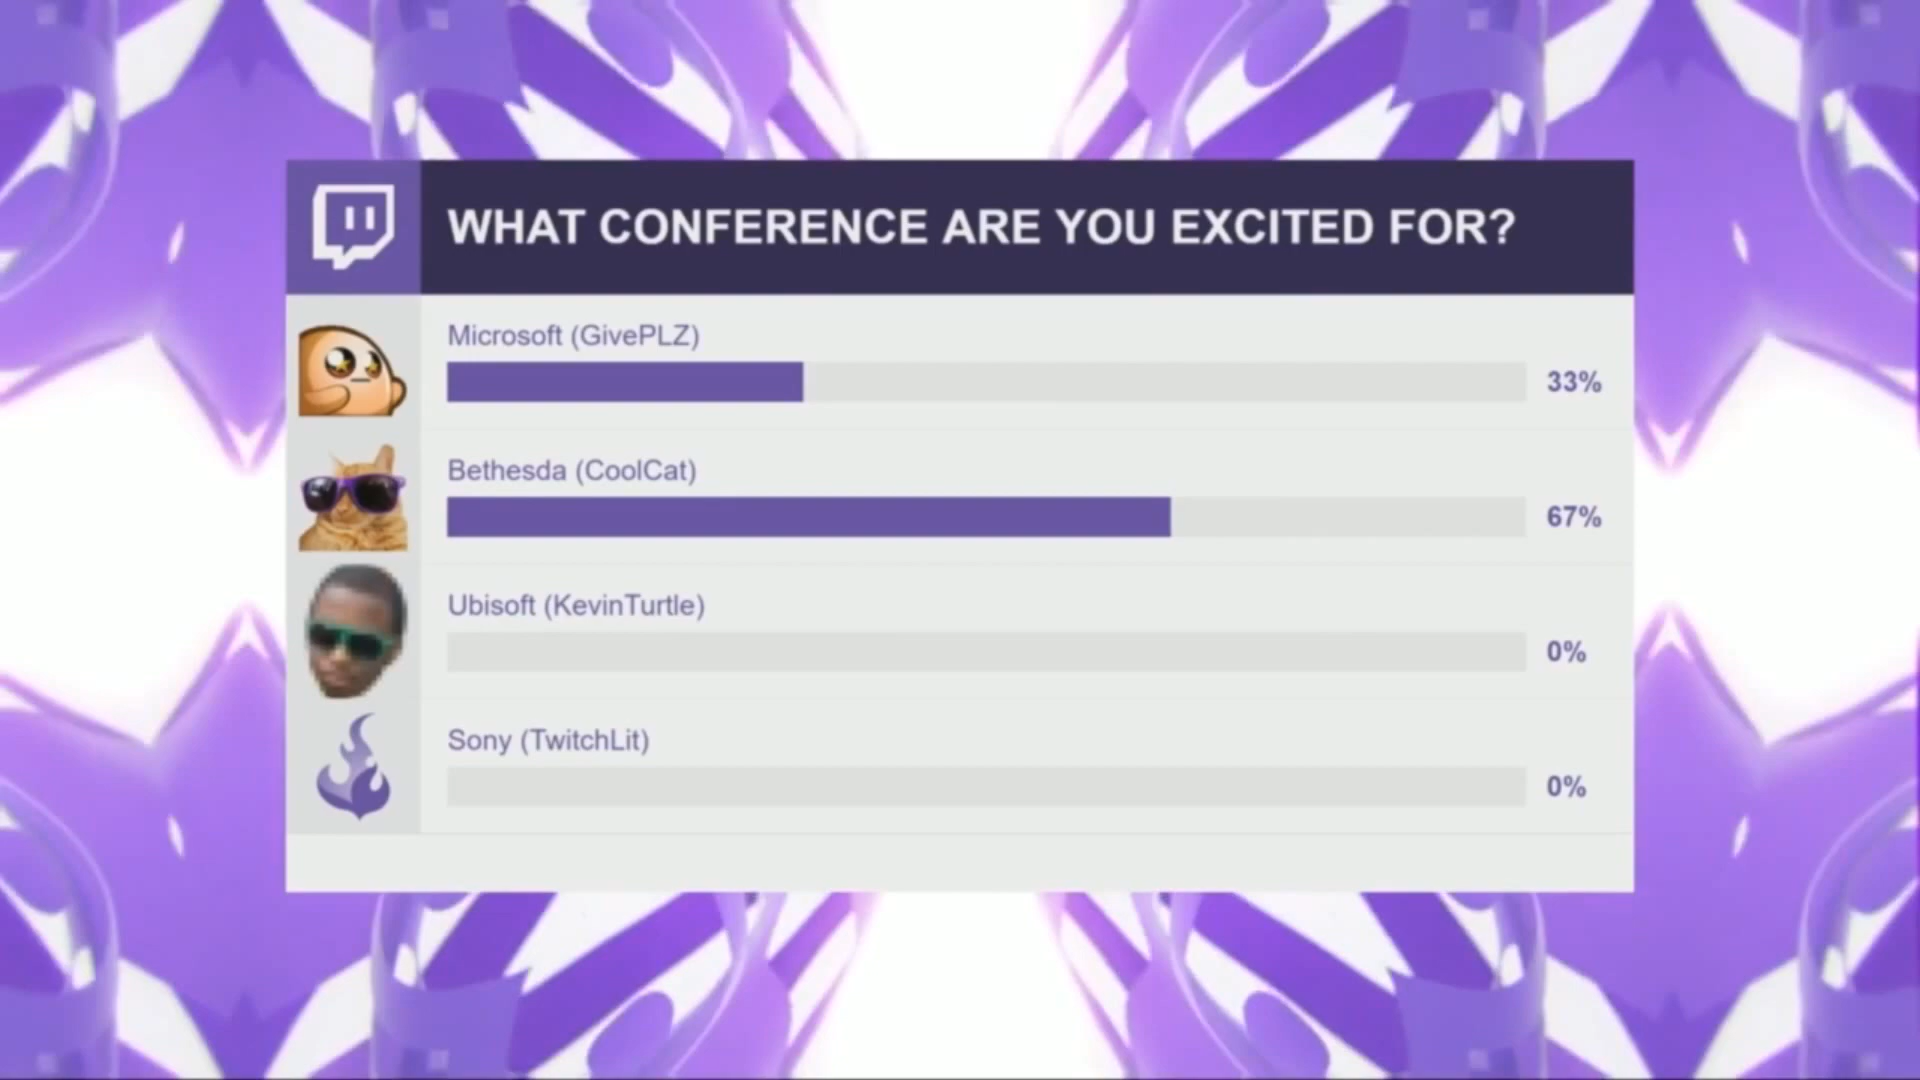 WHAT CONFERENCE ARE YOU EXCITED FOR?
Microsoft (GivePLZ)
33%
Bethesda (CoolCat)
67%
Ubisoft (KevinTurtle)
0%
Sony (TwitchLit)
0%